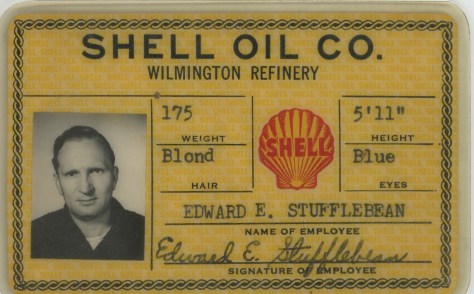 SHELL OIL CO.
WILMINGTON REFINERY
175
WEIGHT
5'11"
HEIGHT
SHELL
Blond
HAIR
Blue
EYES
EDWARD E. STUFFLEBEAN
NAME OF EMPLOYEE
Edward E. Stufflebean
SIGNATURE OF EMPLOYEE